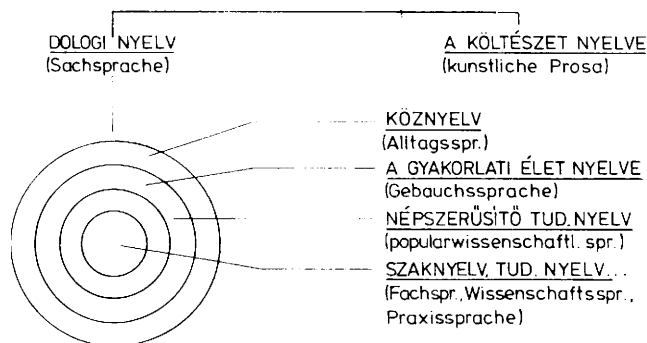 DOLOGI NYELV
(Sachsprache)
A KÖLTÉSZET NYELVE
(kunstliche Prosa)
KÖZNYELV
(Alltagsspr.)
A GYAKORLATI ÉLET NYELVE
(Gebauchssprache)
NÉPSZERŰSÍTŐ TUD. NYELV
(popularwissenschaftl. spr.)
SZAKNYELV, TUD. NYELV...
(Fachspr., Wissenschaftsspr.,
Praxissprache)